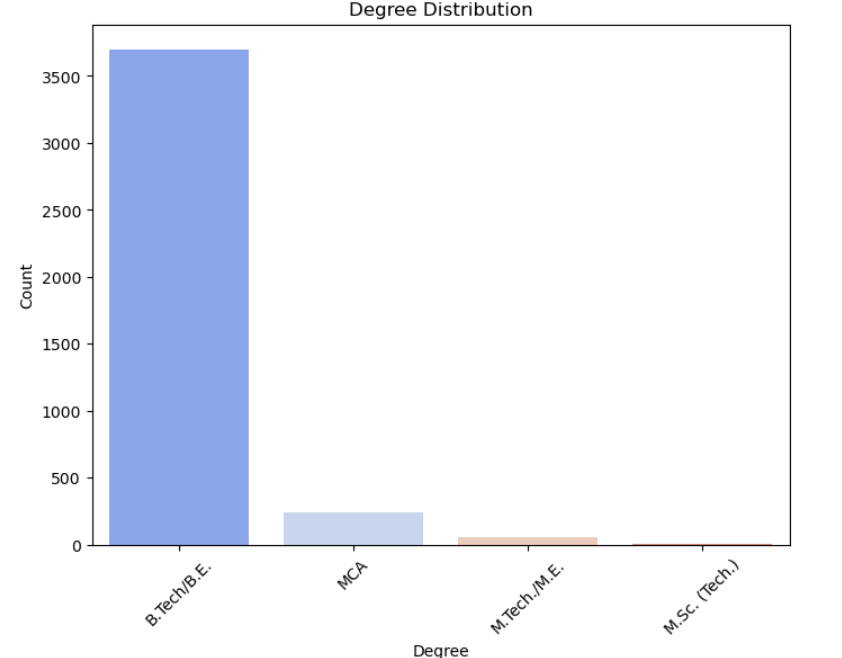 Degree Distribution
3500
3000
2500
2000
1500
1000
500
0
Count
B.Tech/B.E.
MCA
M.Tech./M.E.
M.Sc. (Tech.)
Degree